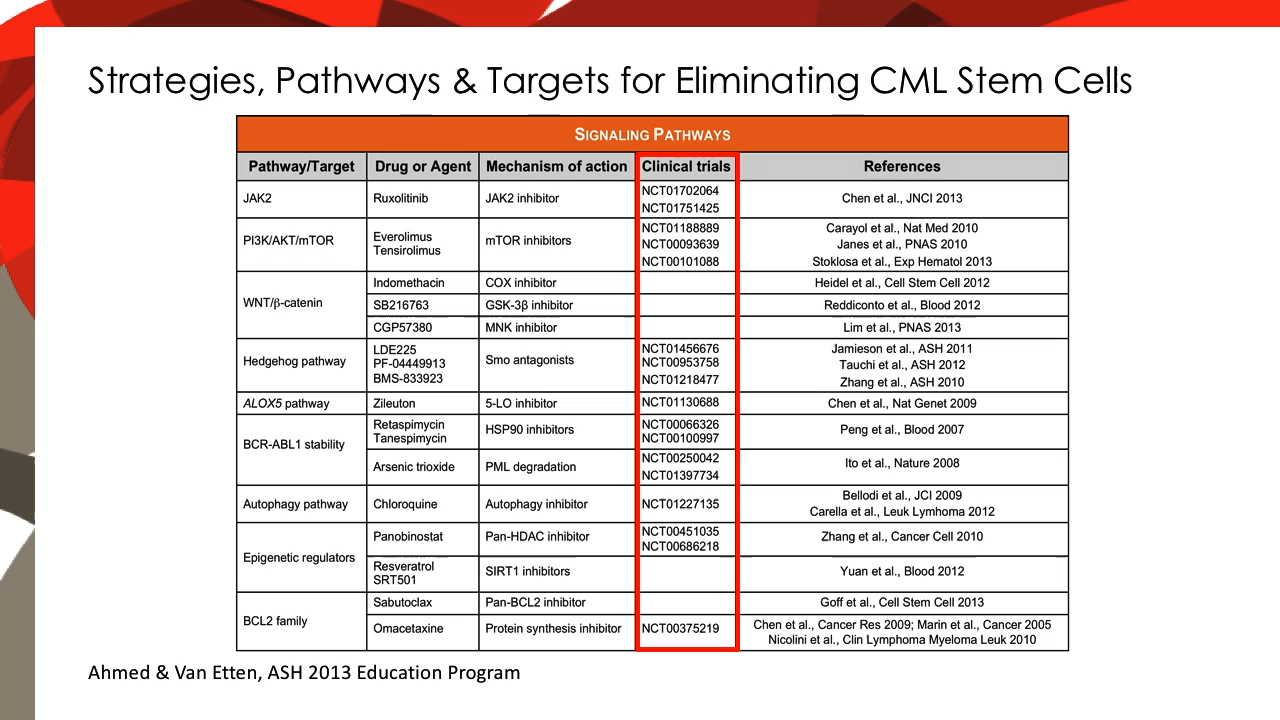 Strategies, Pathways & Targets for Eliminating CML Stem Cells
SIGNALING PATHWAYS
Pathway/Target Drug or Agent Mechanism of action Clinical trials References
JAK2 Ruxolitinib JAK2 inhibitor NCT01702064 Chen et al., JNCI 2013
NCT01751425
PI3K/AKT/mTOR Everolimus mTOR inhibitors NCT01188889 Carayol et al., Nat Med 2010
Tensirolimus NCT00093639 Janes et al., PNAS 2010
NCT00101088 Stoklosa et al., Exp Hematol 2013
WNT/β-catenin Indomethacin COX inhibitor Heidel et al., Cell Stem Cell 2012
SB216763 GSK-3β inhibitor Reddiconto et al., Blood 2012
CGP57380 MNK inhibitor Lim et al., PNAS 2013
Hedgehog pathway LDE225 Smo antagonists NCT01456676 Jamieson et al., ASH 2011
PF-04449913 NCT00953758 Tauchi et al., ASH 2012
BMS-833923 NCT01218477 Zhang et al., ASH 2010
ALOX5 pathway Zileuton 5-LO inhibitor NCT01130688 Chen et al., Nat Genet 2009
BCR-ABL1 stability Retaspimycin HSP90 inhibitors NCT00066326 Peng et al., Blood 2007
Tanespimycin NCT00100997
Arsenic trioxide PML degradation NCT00250042 Ito et al., Nature 2008
NCT01397734
Autophagy pathway Chloroquine Autophagy inhibitor NCT01227135 Bellodi et al., JCI 2009
Carella et al., Leuk Lymhoma 2012
Epigenetic regulators Panobinostat Pan-HDAC inhibitor NCT00451035 Zhang et al., Cancer Cell 2010
NCT00686218
Resveratrol SIRT1 inhibitors Yuan et al., Blood 2012
SRT501
BCL2 family Sabutoclax Pan-BCL2 inhibitor Goff et al., Cell Stem Cell 2013
Omacetaxine Protein synthesis inhibitor NCT00375219 Chen et al., Cancer Res 2009; Marin et al., Cancer 2005
Nicolini et al., Clin Lymphoma Myeloma Leuk 2010
Ahmed & Van Etten, ASH 2013 Education Program